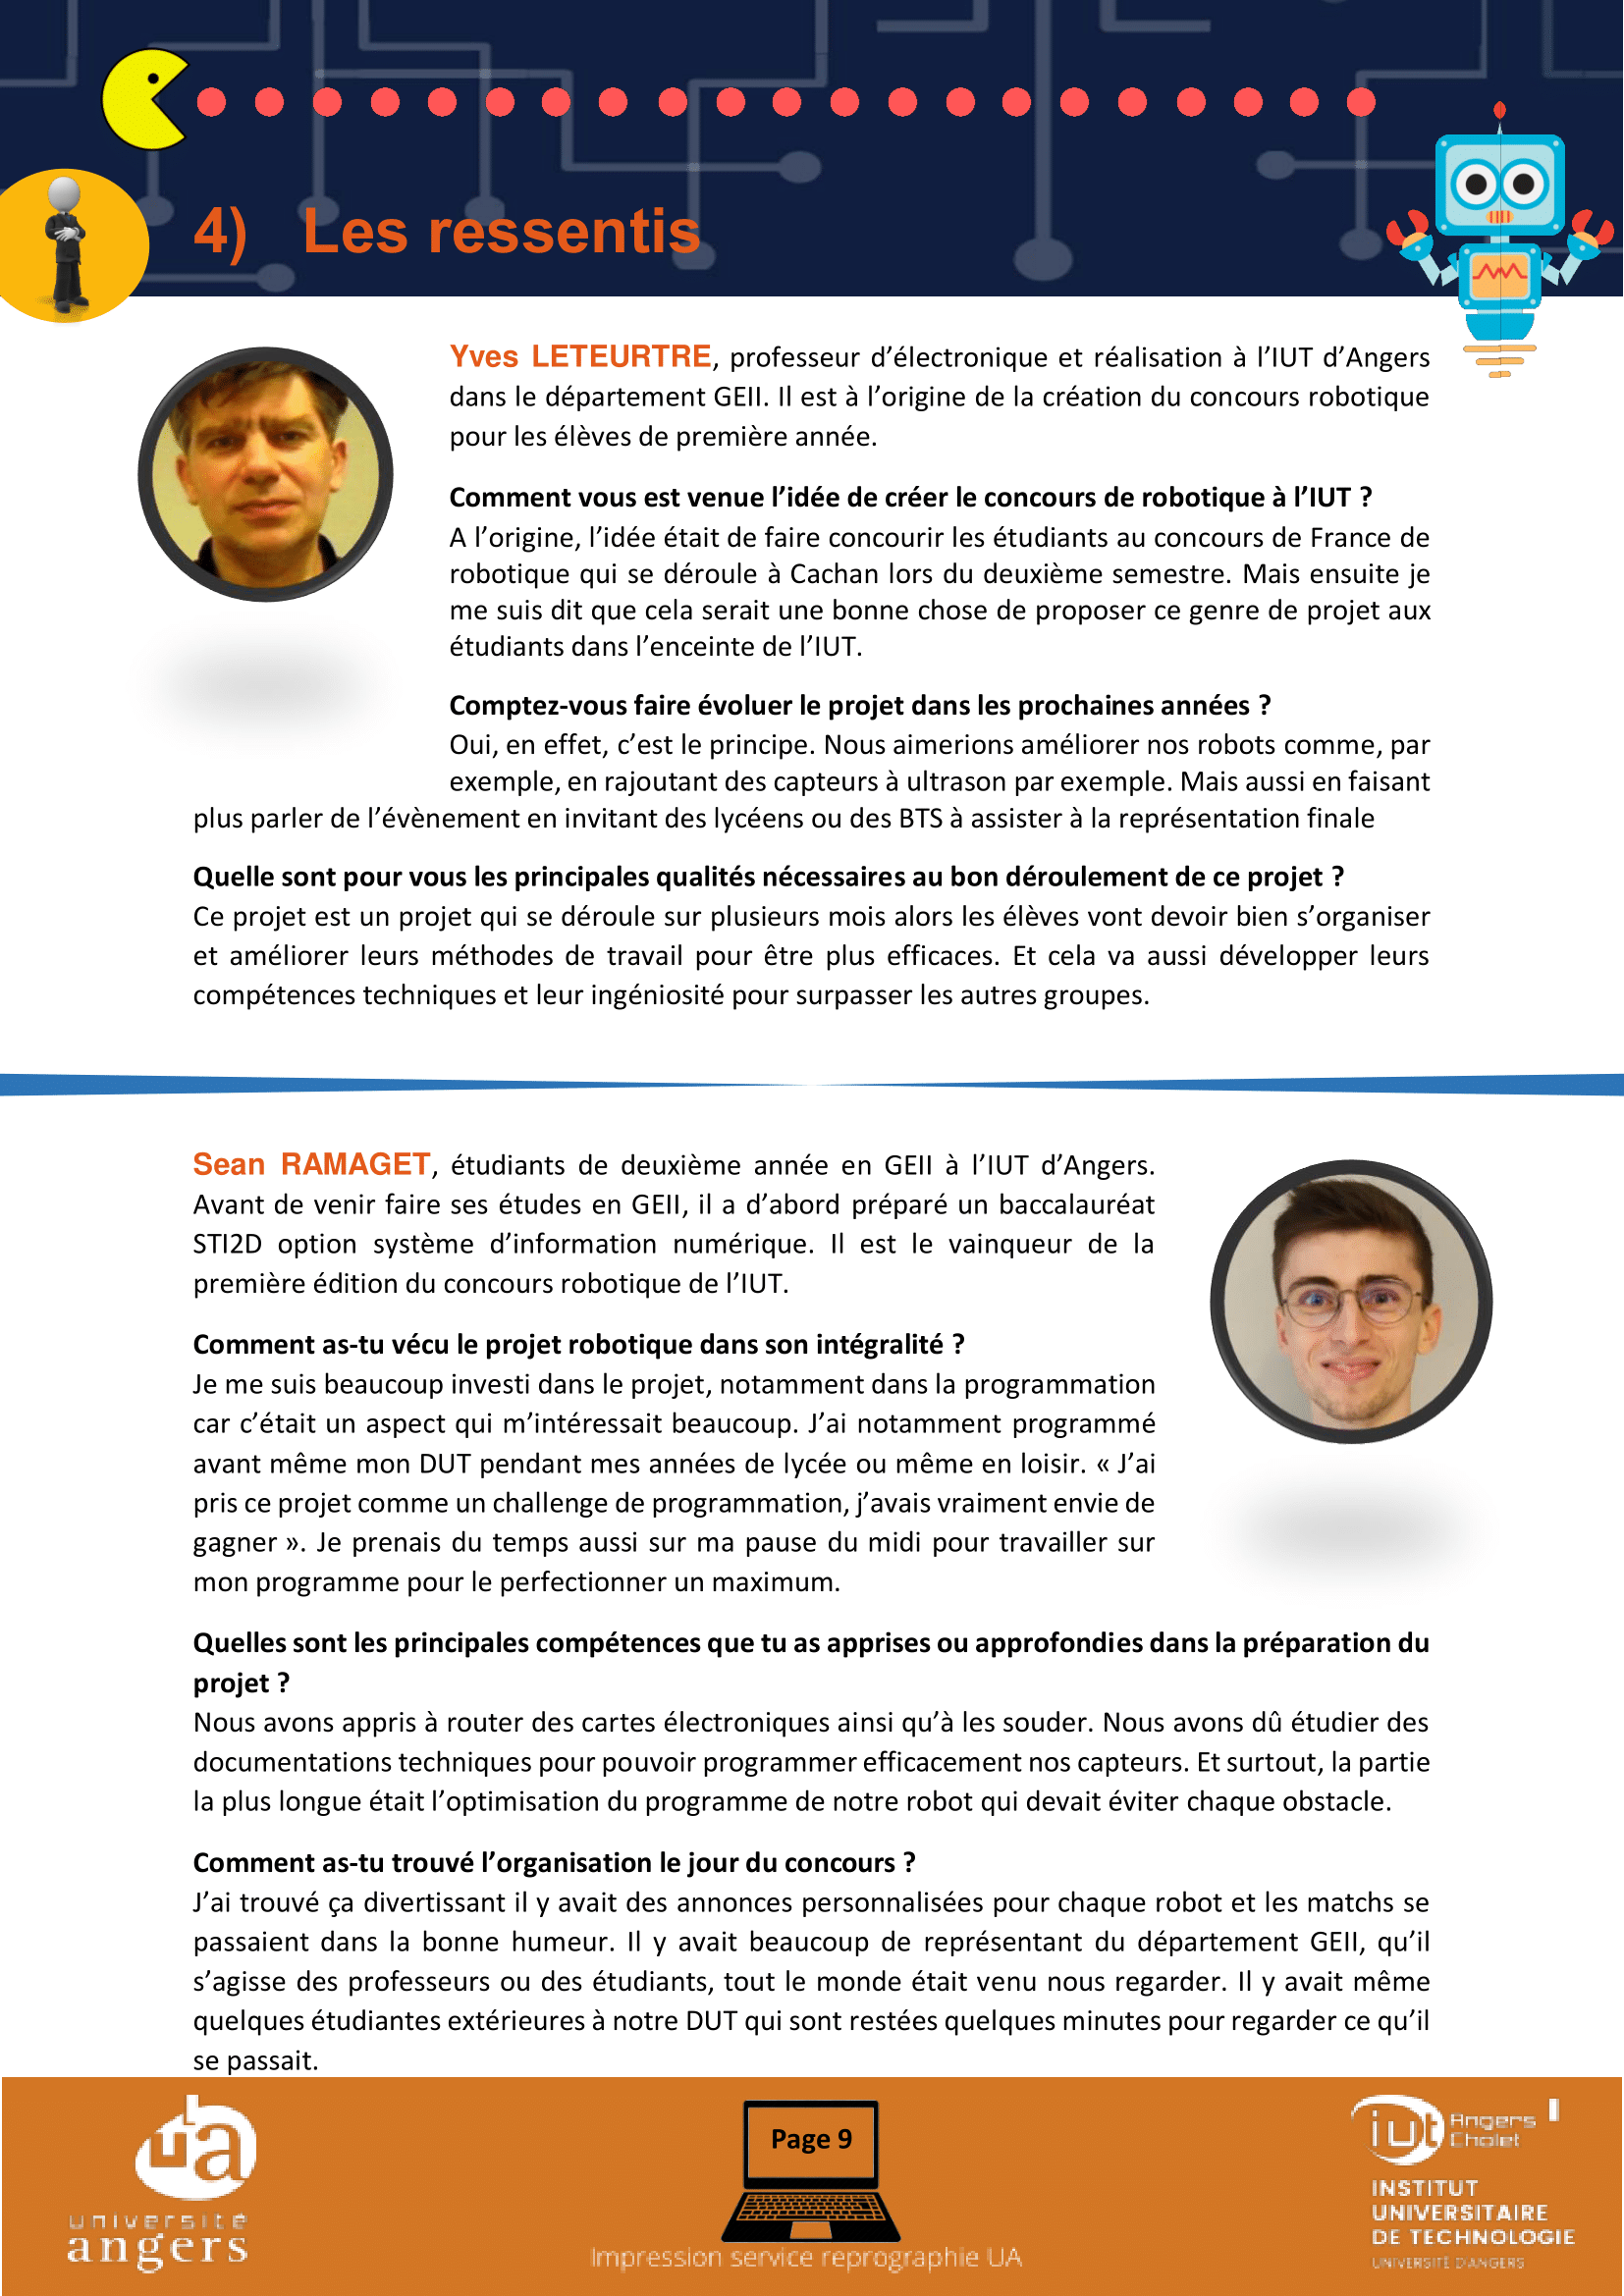 4) Les ressentis
Yves LETEURTRE, professeur d’électronique et réalisation à l’IUT d’Angers
dans le département GEII. Il est à l’origine de la création du concours robotique
pour les élèves de première année.
Comment vous est venue l’idée de créer le concours de robotique à l’IUT ?
A l’origine, l’idée était de faire concourir les étudiants au concours de France de
robotique qui se déroule à Cachan lors du deuxième semestre. Mais ensuite je
me suis dit que cela serait une bonne chose de proposer ce genre de projet aux
étudiants dans l’enceinte de l’IUT.
Comptez-vous faire évoluer le projet dans les prochaines années ?
Oui, en effet, c’est le principe. Nous aimerions améliorer nos robots comme, par
exemple, en rajoutant des capteurs à ultrason par exemple. Mais aussi en faisant
plus parler de l’évènement en invitant des lycéens ou des BTS à assister à la représentation finale
Quelle sont pour vous les principales qualités nécessaires au bon déroulement de ce projet ?
Ce projet est un projet qui se déroule sur plusieurs mois alors les élèves vont devoir bien s’organiser
et améliorer leurs méthodes de travail pour être plus efficaces. Et cela va aussi développer leurs
compétences techniques et leur ingéniosité pour surpasser les autres groupes.
Sean RAMAGET, étudiants de deuxième année en GEII à l’IUT d’Angers.
Avant de venir faire ses études en GEII, il a d’abord préparé un baccalauréat
STI2D option système d’information numérique. Il est le vainqueur de la
première édition du concours robotique de l’IUT.
Comment as-tu vécu le projet robotique dans son intégralité ?
Je me suis beaucoup investi dans le projet, notamment dans la programmation
car c’était un aspect qui m’intéressait beaucoup. J’ai notamment programmé
avant même mon DUT pendant mes années de lycée ou même en loisir. « J’ai
pris ce projet comme un challenge de programmation, j’avais vraiment envie de
gagner ». Je prenais du temps aussi sur ma pause du midi pour travailler sur
mon programme pour le perfectionner un maximum.
Quelles sont les principales compétences que tu as apprises ou approfondies dans la préparation du
projet ?
Nous avons appris à router des cartes électroniques ainsi qu’à les souder. Nous avons dû étudier des
documentations techniques pour pouvoir programmer efficacement nos capteurs. Et surtout, la partie
la plus longue était l’optimisation du programme de notre robot qui devait éviter chaque obstacle.
Comment as-tu trouvé l’organisation le jour du concours ?
J’ai trouvé ça divertissant il y avait des annonces personnalisées pour chaque robot et les matchs se
passaient dans la bonne humeur. Il y avait beaucoup de représentant du département GEII, qu’il
s’agisse des professeurs ou des étudiants, tout le monde était venu nous regarder. Il y avait même
quelques étudiantes extérieures à notre DUT qui sont restées quelques minutes pour regarder ce qu’il
se passait.
ua
université
angers
Page 9
Impression service reprographie UA
iut Angers
Cholet
INSTITUT
UNIVERSITAIRE
DE TECHNOLOGIE
UNIVERSITÉ D'ANGERS